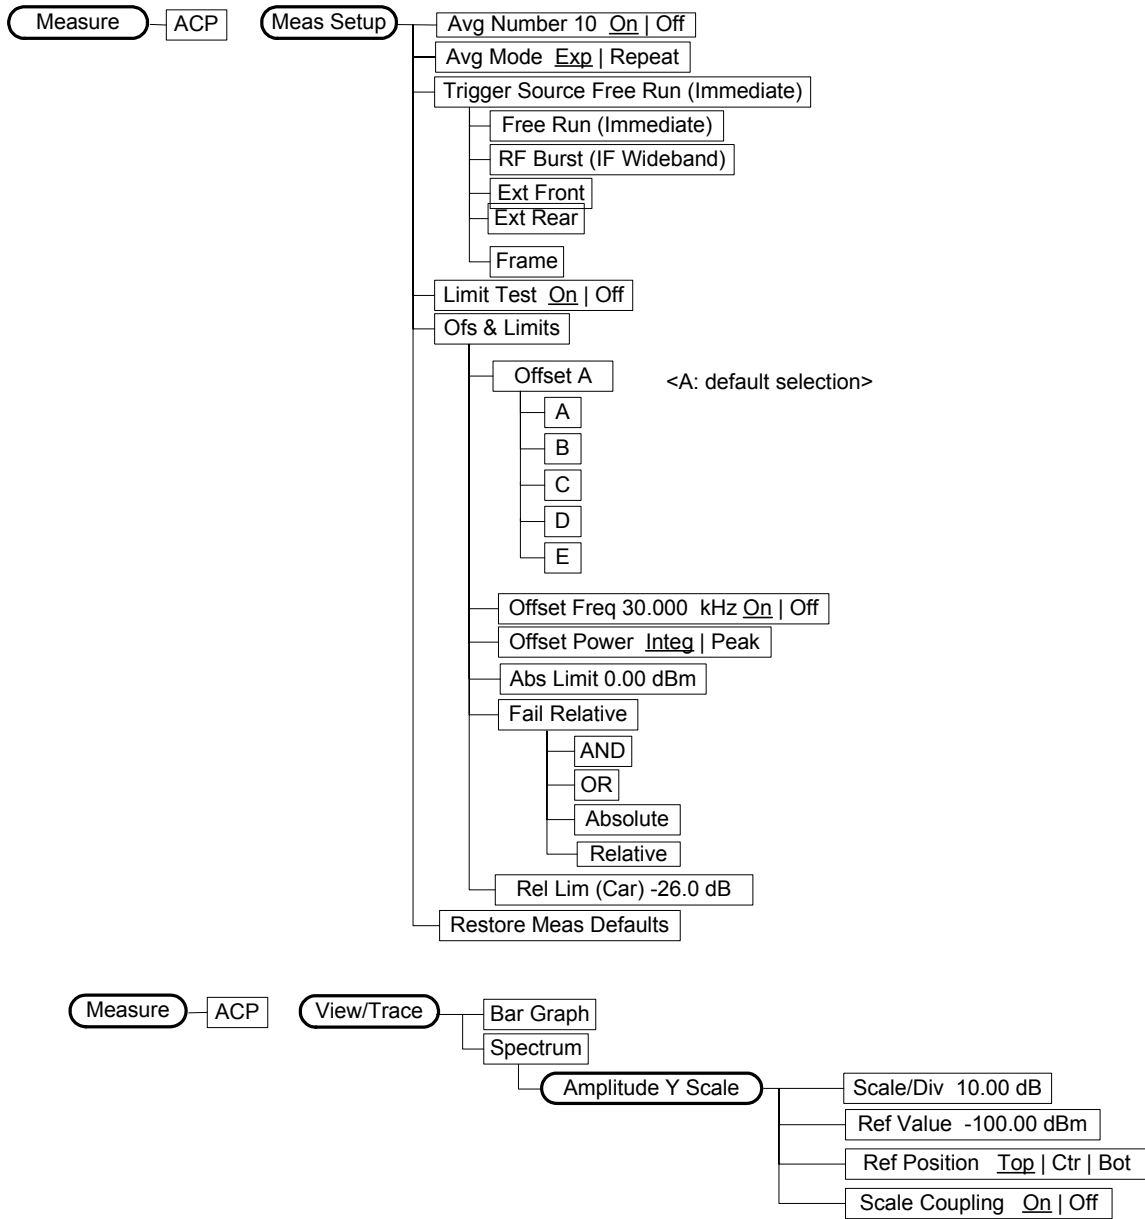 Measure
ACP
Meas Setup
Avg Number 10 On | Off
Avg Mode Exp | Repeat
Trigger Source Free Run (Immediate)
Free Run (Immediate)
RF Burst (IF Wideband)
Ext Front
Ext Rear
Frame
Limit Test On | Off
Ofs & Limits
Offset A
<A: default selection>
A
B
C
D
E
Offset Freq 30.000 kHz On | Off
Offset Power Integ | Peak
Abs Limit 0.00 dBm
Fail Relative
AND
OR
Absolute
Relative
Rel Lim (Car) -26.0 dB
Restore Meas Defaults
Measure
ACP
View/Trace
Bar Graph
Spectrum
Amplitude Y Scale
Scale/Div 10.00 dB
Ref Value -100.00 dBm
Ref Position Top | Ctr | Bot
Scale Coupling On | Off